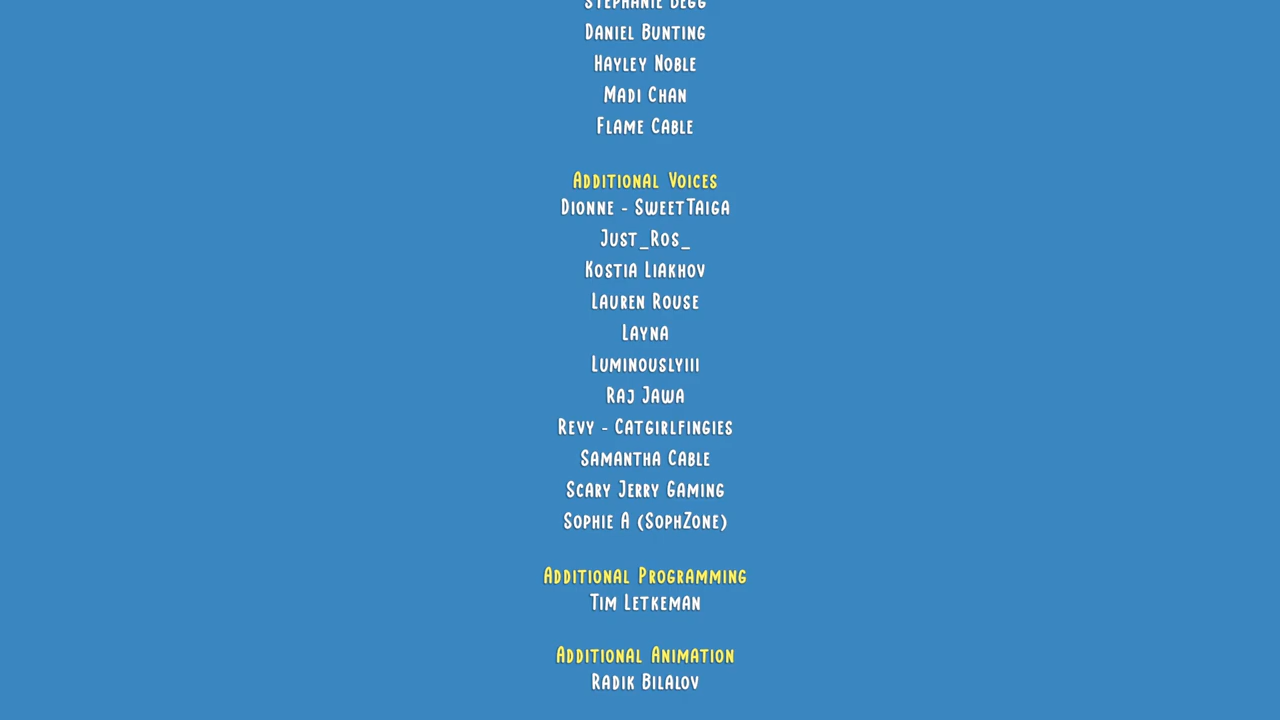 Stephanie Begg
Daniel Bunting
Hayley Noble
Madi Chan
Flame Cable
Additional Voices
Dionne - SweetTaiga
Just_Ros_
Kostia Liakhov
Lauren Rouse
Layna
Luminouslyiii
Raj Jawa
Revy - Catgirlfingies
Samantha Cable
Scary Jerry Gaming
Sophie A (SophZone)
Additional Programming
Tim Letkeman
Additional Animation
Radik Bilalov